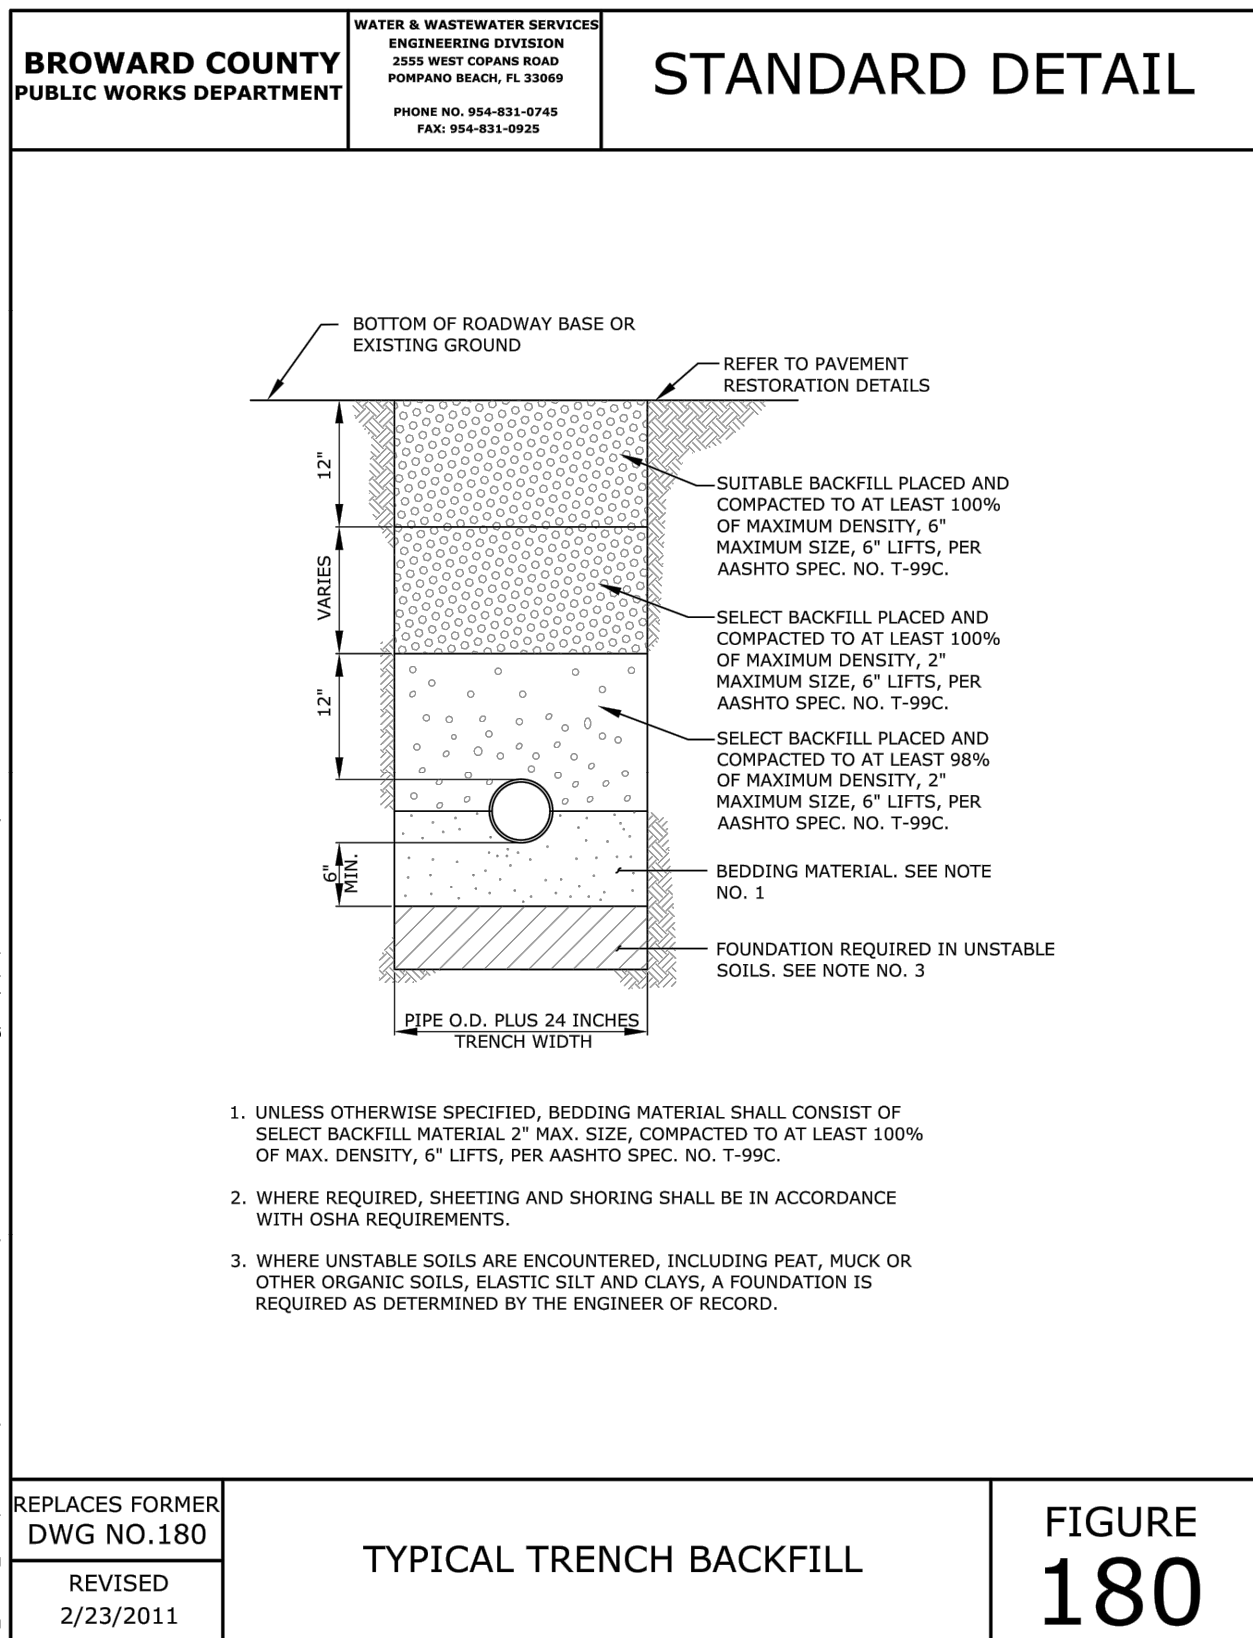 BROWARD COUNTY
PUBLIC WORKS DEPARTMENT
WATER & WASTEWATER SERVICES
ENGINEERING DIVISION
2555 WEST COPANS ROAD
POMPANO BEACH, FL 33069
PHONE NO. 954-831-0745
FAX: 954-831-0925
STANDARD DETAIL
BOTTOM OF ROADWAY BASE OR
EXISTING GROUND
REFER TO PAVEMENT
RESTORATION DETAILS
12"
SUITABLE BACKFILL PLACED AND
COMPACTED TO AT LEAST 100%
OF MAXIMUM DENSITY, 6"
MAXIMUM SIZE, 6" LIFTS, PER
AASHTO SPEC. NO. T-99C.
VARIES
SELECT BACKFILL PLACED AND
COMPACTED TO AT LEAST 100%
OF MAXIMUM DENSITY, 2"
MAXIMUM SIZE, 6" LIFTS, PER
AASHTO SPEC. NO. T-99C.
12"
SELECT BACKFILL PLACED AND
COMPACTED TO AT LEAST 98%
OF MAXIMUM DENSITY, 2"
MAXIMUM SIZE, 6" LIFTS, PER
AASHTO SPEC. NO. T-99C.
6"
MIN.
BEDDING MATERIAL. SEE NOTE
NO. 1
FOUNDATION REQUIRED IN UNSTABLE
SOILS. SEE NOTE NO. 3
PIPE O.D. PLUS 24 INCHES
TRENCH WIDTH
1. UNLESS OTHERWISE SPECIFIED, BEDDING MATERIAL SHALL CONSIST OF
SELECT BACKFILL MATERIAL 2" MAX. SIZE, COMPACTED TO AT LEAST 100%
OF MAX. DENSITY, 6" LIFTS, PER AASHTO SPEC. NO. T-99C.
2. WHERE REQUIRED, SHEETING AND SHORING SHALL BE IN ACCORDANCE
WITH OSHA REQUIREMENTS.
3. WHERE UNSTABLE SOILS ARE ENCOUNTERED, INCLUDING PEAT, MUCK OR
OTHER ORGANIC SOILS, ELASTIC SILT AND CLAYS, A FOUNDATION IS
REQUIRED AS DETERMINED BY THE ENGINEER OF RECORD.
REPLACES FORMER
DWG NO.180
REVISED
2/23/2011
TYPICAL TRENCH BACKFILL
FIGURE
180